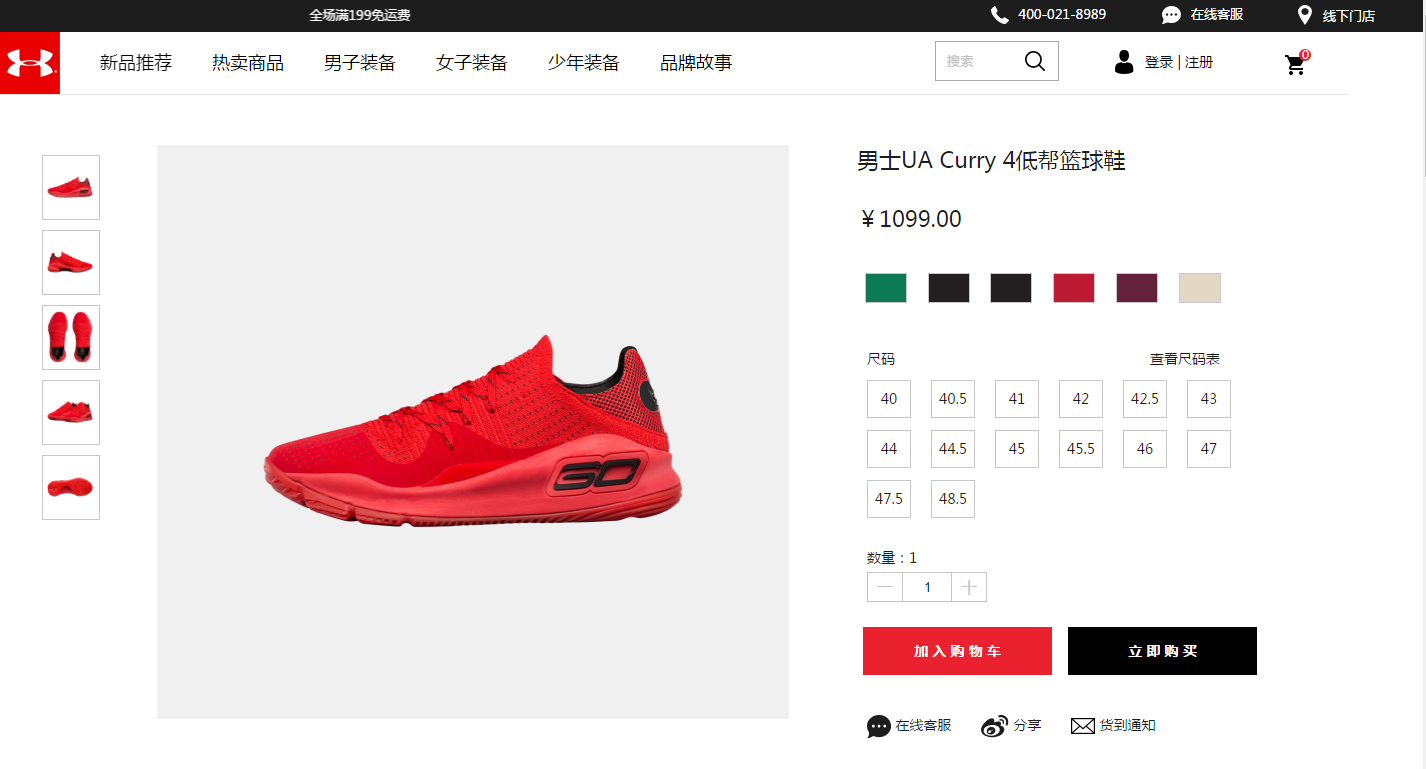 全场满199免运费
400-021-8989
在线客服
线下门店
新品推荐 热卖商品 男子装备 女子装备 少年装备 品牌故事
搜索
登录 | 注册
0
男士UA Curry 4低帮篮球鞋
¥1099.00
尺码 查看尺码表
40 40.5 41 42 42.5 43
44 44.5 45 45.5 46 47
47.5 48.5
数量：1
1
加入购物车 立即购买
在线客服 分享 货到通知